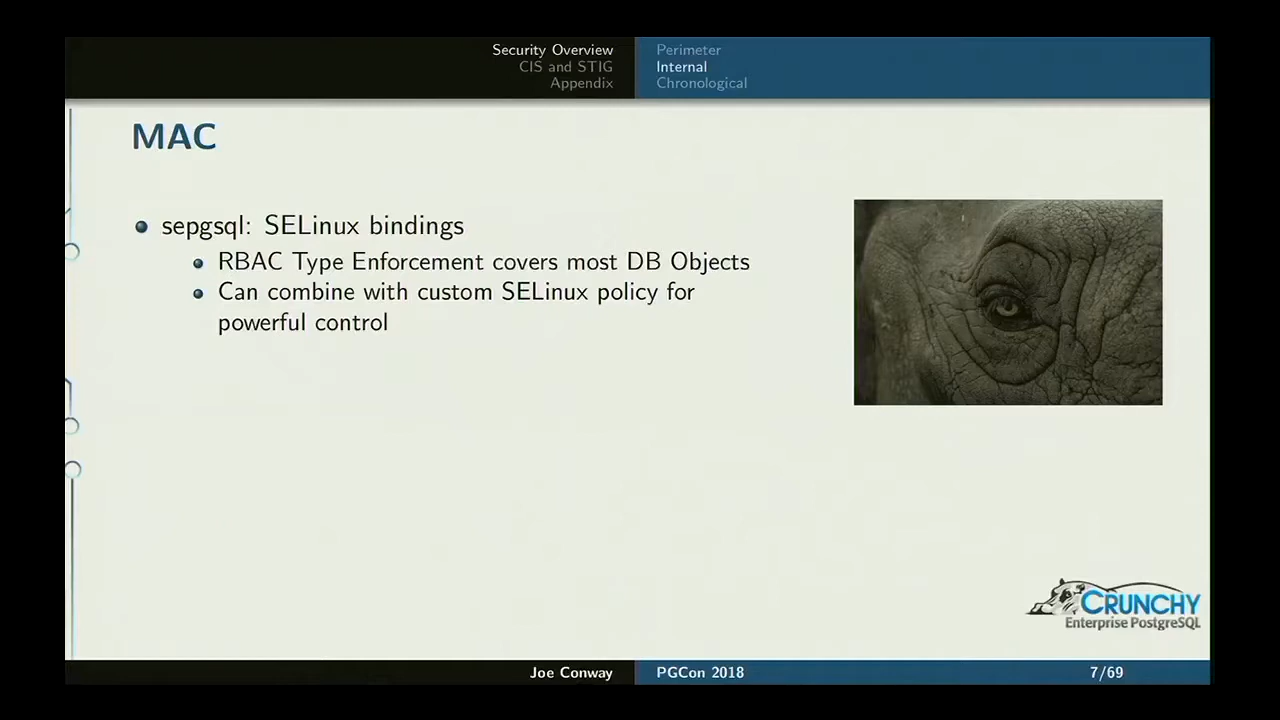 Security Overview
CIS and STIG
Appendix
Perimeter
Internal
Chronological
MAC
sepgsql: SELinux bindings
RBAC Type Enforcement covers most DB Objects
Can combine with custom SELinux policy for
powerful control
CRUNCHY
Enterprise PostgreSQL
Joe Conway
PGCon 2018
7/69